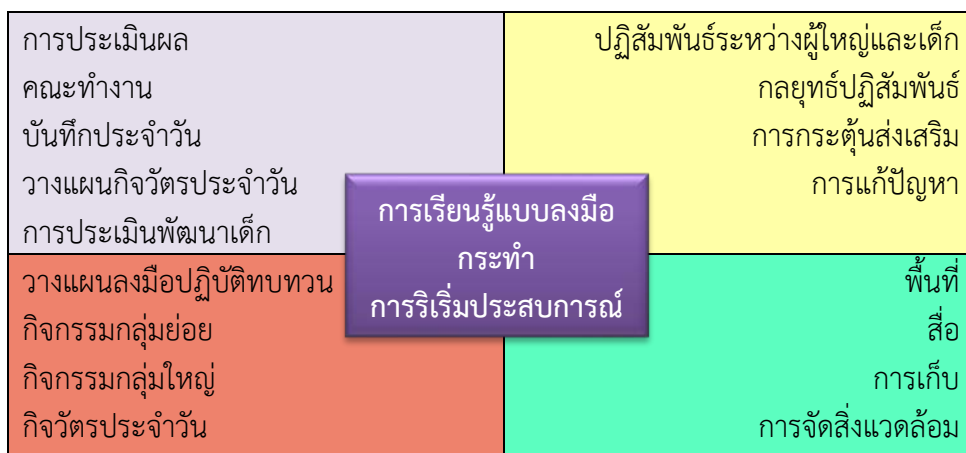 การประเมินผล
คณะทำงาน
บันทึกประจำวัน
วางแผนกิจวัตรประจำวัน
การประเมินพัฒนาเด็ก
ปฏิสัมพันธ์ระหว่างผู้ใหญ่และเด็ก
กลยุทธ์ปฏิสัมพันธ์
การกระตุ้นส่งเสริม
การแก้ปัญหา
การเรียนรู้แบบลงมือ
กระทำ
การริเริ่มประสบการณ์
วางแผนลงมือปฏิบัติทบทวน
กิจกรรมกลุ่มย่อย
กิจกรรมกลุ่มใหญ่
กิจวัตรประจำวัน
พื้นที่
สื่อ
การเก็บ
การจัดสิ่งแวดล้อม